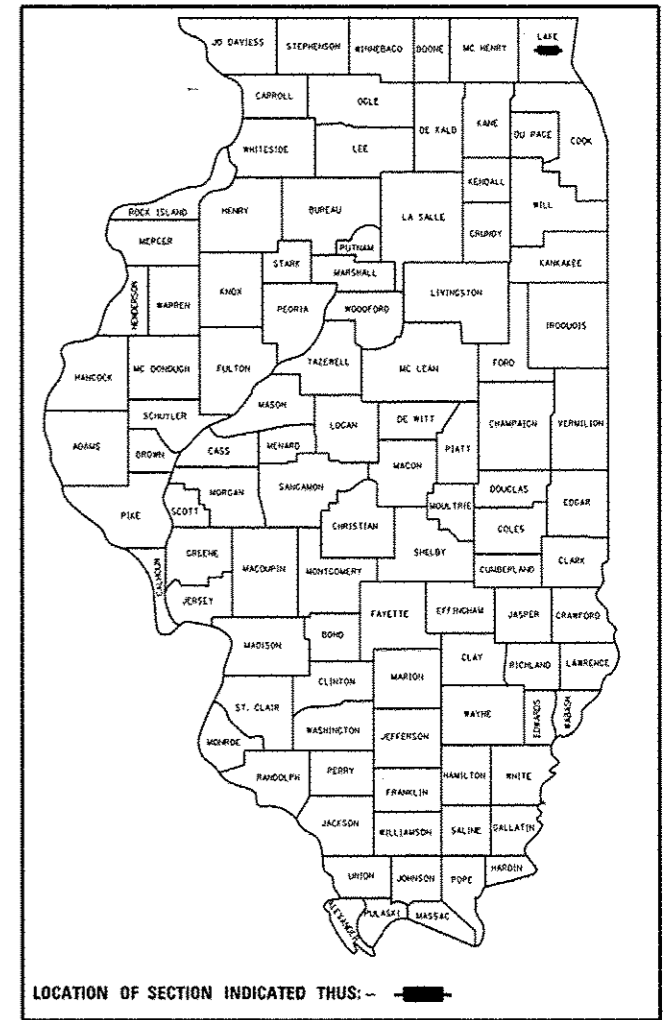 JO DAVIESS STEPHENSON WINNEBAGO BOONE MC HENRY LAKE
CARROLL OGLE DE KALB KANE DU PAGE COOK
WHITESIDE LEE
KENDALL
ROCK ISLAND HENRY BUREAU LA SALLE WILL
MERCER PUTNAM GRUNDY
STARK MARSHALL KANKAKEE
HENDERSON WARREN KNOX PEORIA WOODFORD LIVINGSTON
IROQUOIS
HANCOCK MC DONOUGH FULTON TAZEWELL MC LEAN FORD
MASON
SCHUYLER LOGAN DE WITT CHAMPAIGN VERMILION
ADAMS BROWN CASS MENARD PIATT
MACON
PIKE SCOTT MORGAN SANGAMON MOULTRIE DOUGLAS EDGAR
CHRISTIAN COLES
GREENE SHELBY
CALHOUN MACOUPIN MONTGOMERY CUMBERLAND CLARK
JERSEY
FAYETTE EFFINGHAM JASPER CRAWFORD
MADISON BOND
CLAY RICHLAND LAWRENCE
CLINTON MARION
ST. CLAIR WAYNE EDWARDS WABASH
MONROE WASHINGTON JEFFERSON
RANDOLPH PERRY HAMILTON WHITE
FRANKLIN
JACKSON WILLIAMSON SALINE GALLATIN
UNION JOHNSON POPE HARDIN
ALEXANDER PULASKI MASSAC
LOCATION OF SECTION INDICATED THUS: -